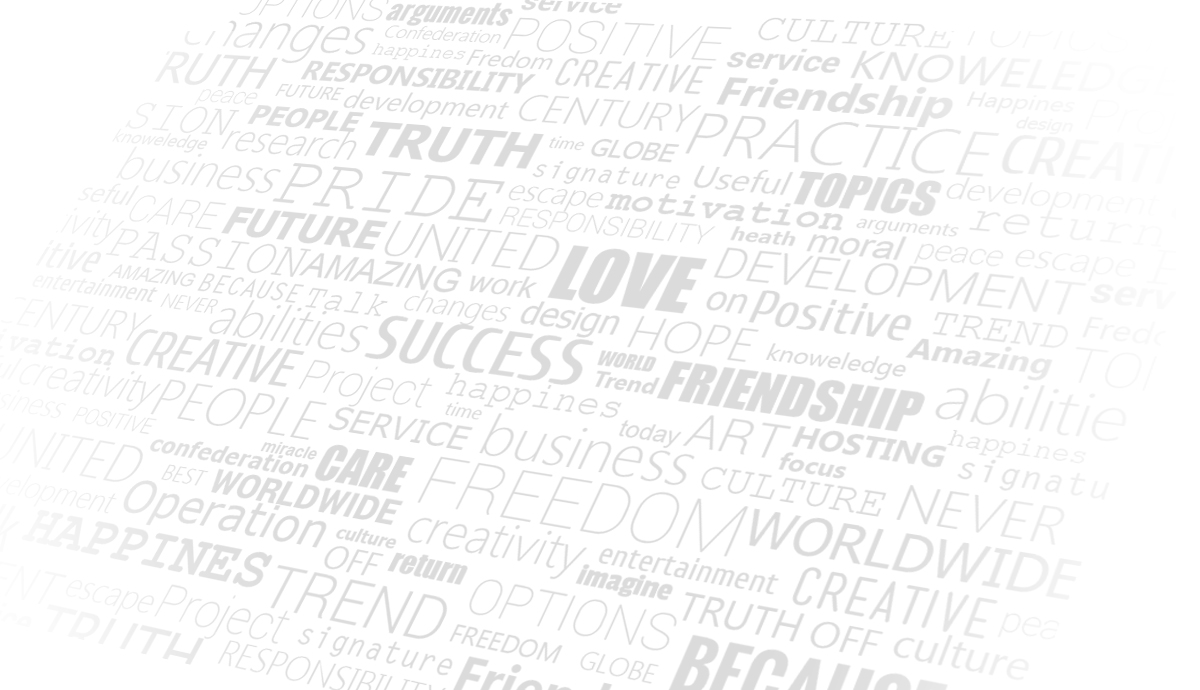 OPTIONS arguments service
changes Confederation POSITIVE CULTURE TOPIC
happines Fredom service KNOWELEDG
RUTH RESPONSIBILITY CREATIVE Friendship Happines
peace FUTURE development CENTURY PRACTICE design
SION PEOPLE TRUTH time GLOBE CREAT
knoweledge research signature Useful TOPICS development
business PRIDE escape motivation arguments return
seful CARE FUTURE UNITED RESPONSIBILITY heath moral peace escape
ivity PASSION AMAZING work LOVE DEVELOPMENT serv
itive AMAZING BECAUSE Talk changes design on Positive TREND Fredo
entertainment NEVER abilities SUCCESS HOPE knoweledge Amazing
CENTURY CREATIVE Project happines WORLD Trend FRIENDSHIP abilitie
vation creativity PEOPLE SERVICE time business today ART HOSTING happines
siness POSITIVE miracle CARE focus signatu
UNITED confederation FREEDOM CULTURE NEVER
BEST WORLDWIDE WORLDWIDE
velopment Operation culture creativity entertainment CREATIVE
HAPPINES OFF return imagine TRUTH OFF culture pea
ENT escape Project TREND OPTIONS
TRUTH signature FREEDOM GLOBE BECAUSE
RESPONSIBILITY Friend